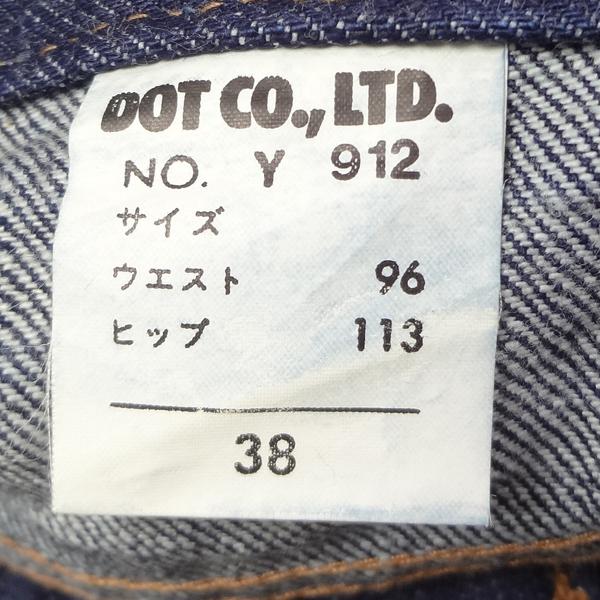 DOT CO., LTD.
NO. Y 912
サイズ
ウエスト 96
ヒップ 113
38